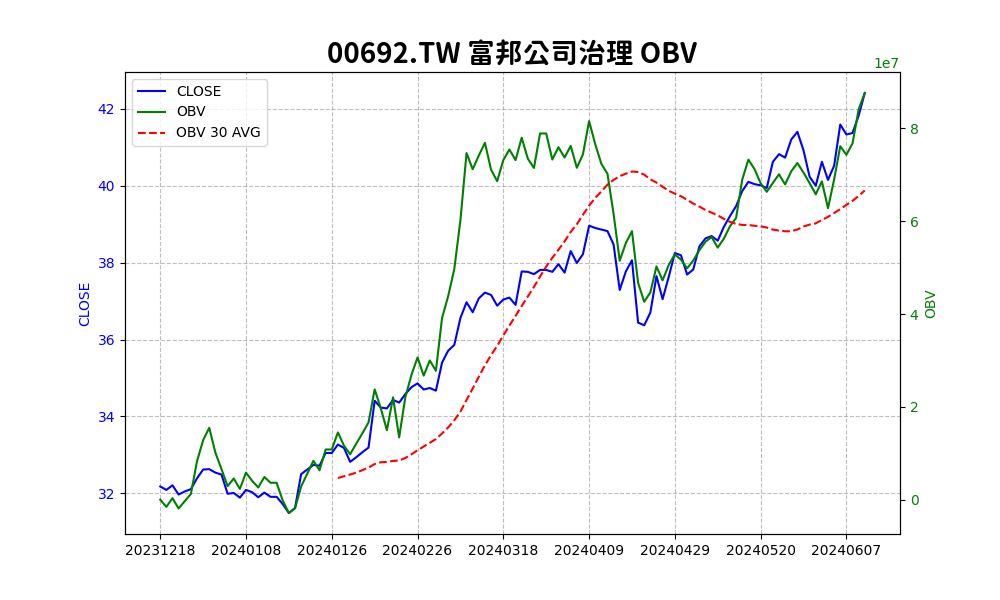 00692.TW 富邦公司治理 OBV
1e7
CLOSE
OBV
OBV 30 AVG
42
40
38
36
34
32
CLOSE
8
6
4
2
0
OBV
20231218 20240108 20240126 20240226 20240318 20240409 20240429 20240520 20240607